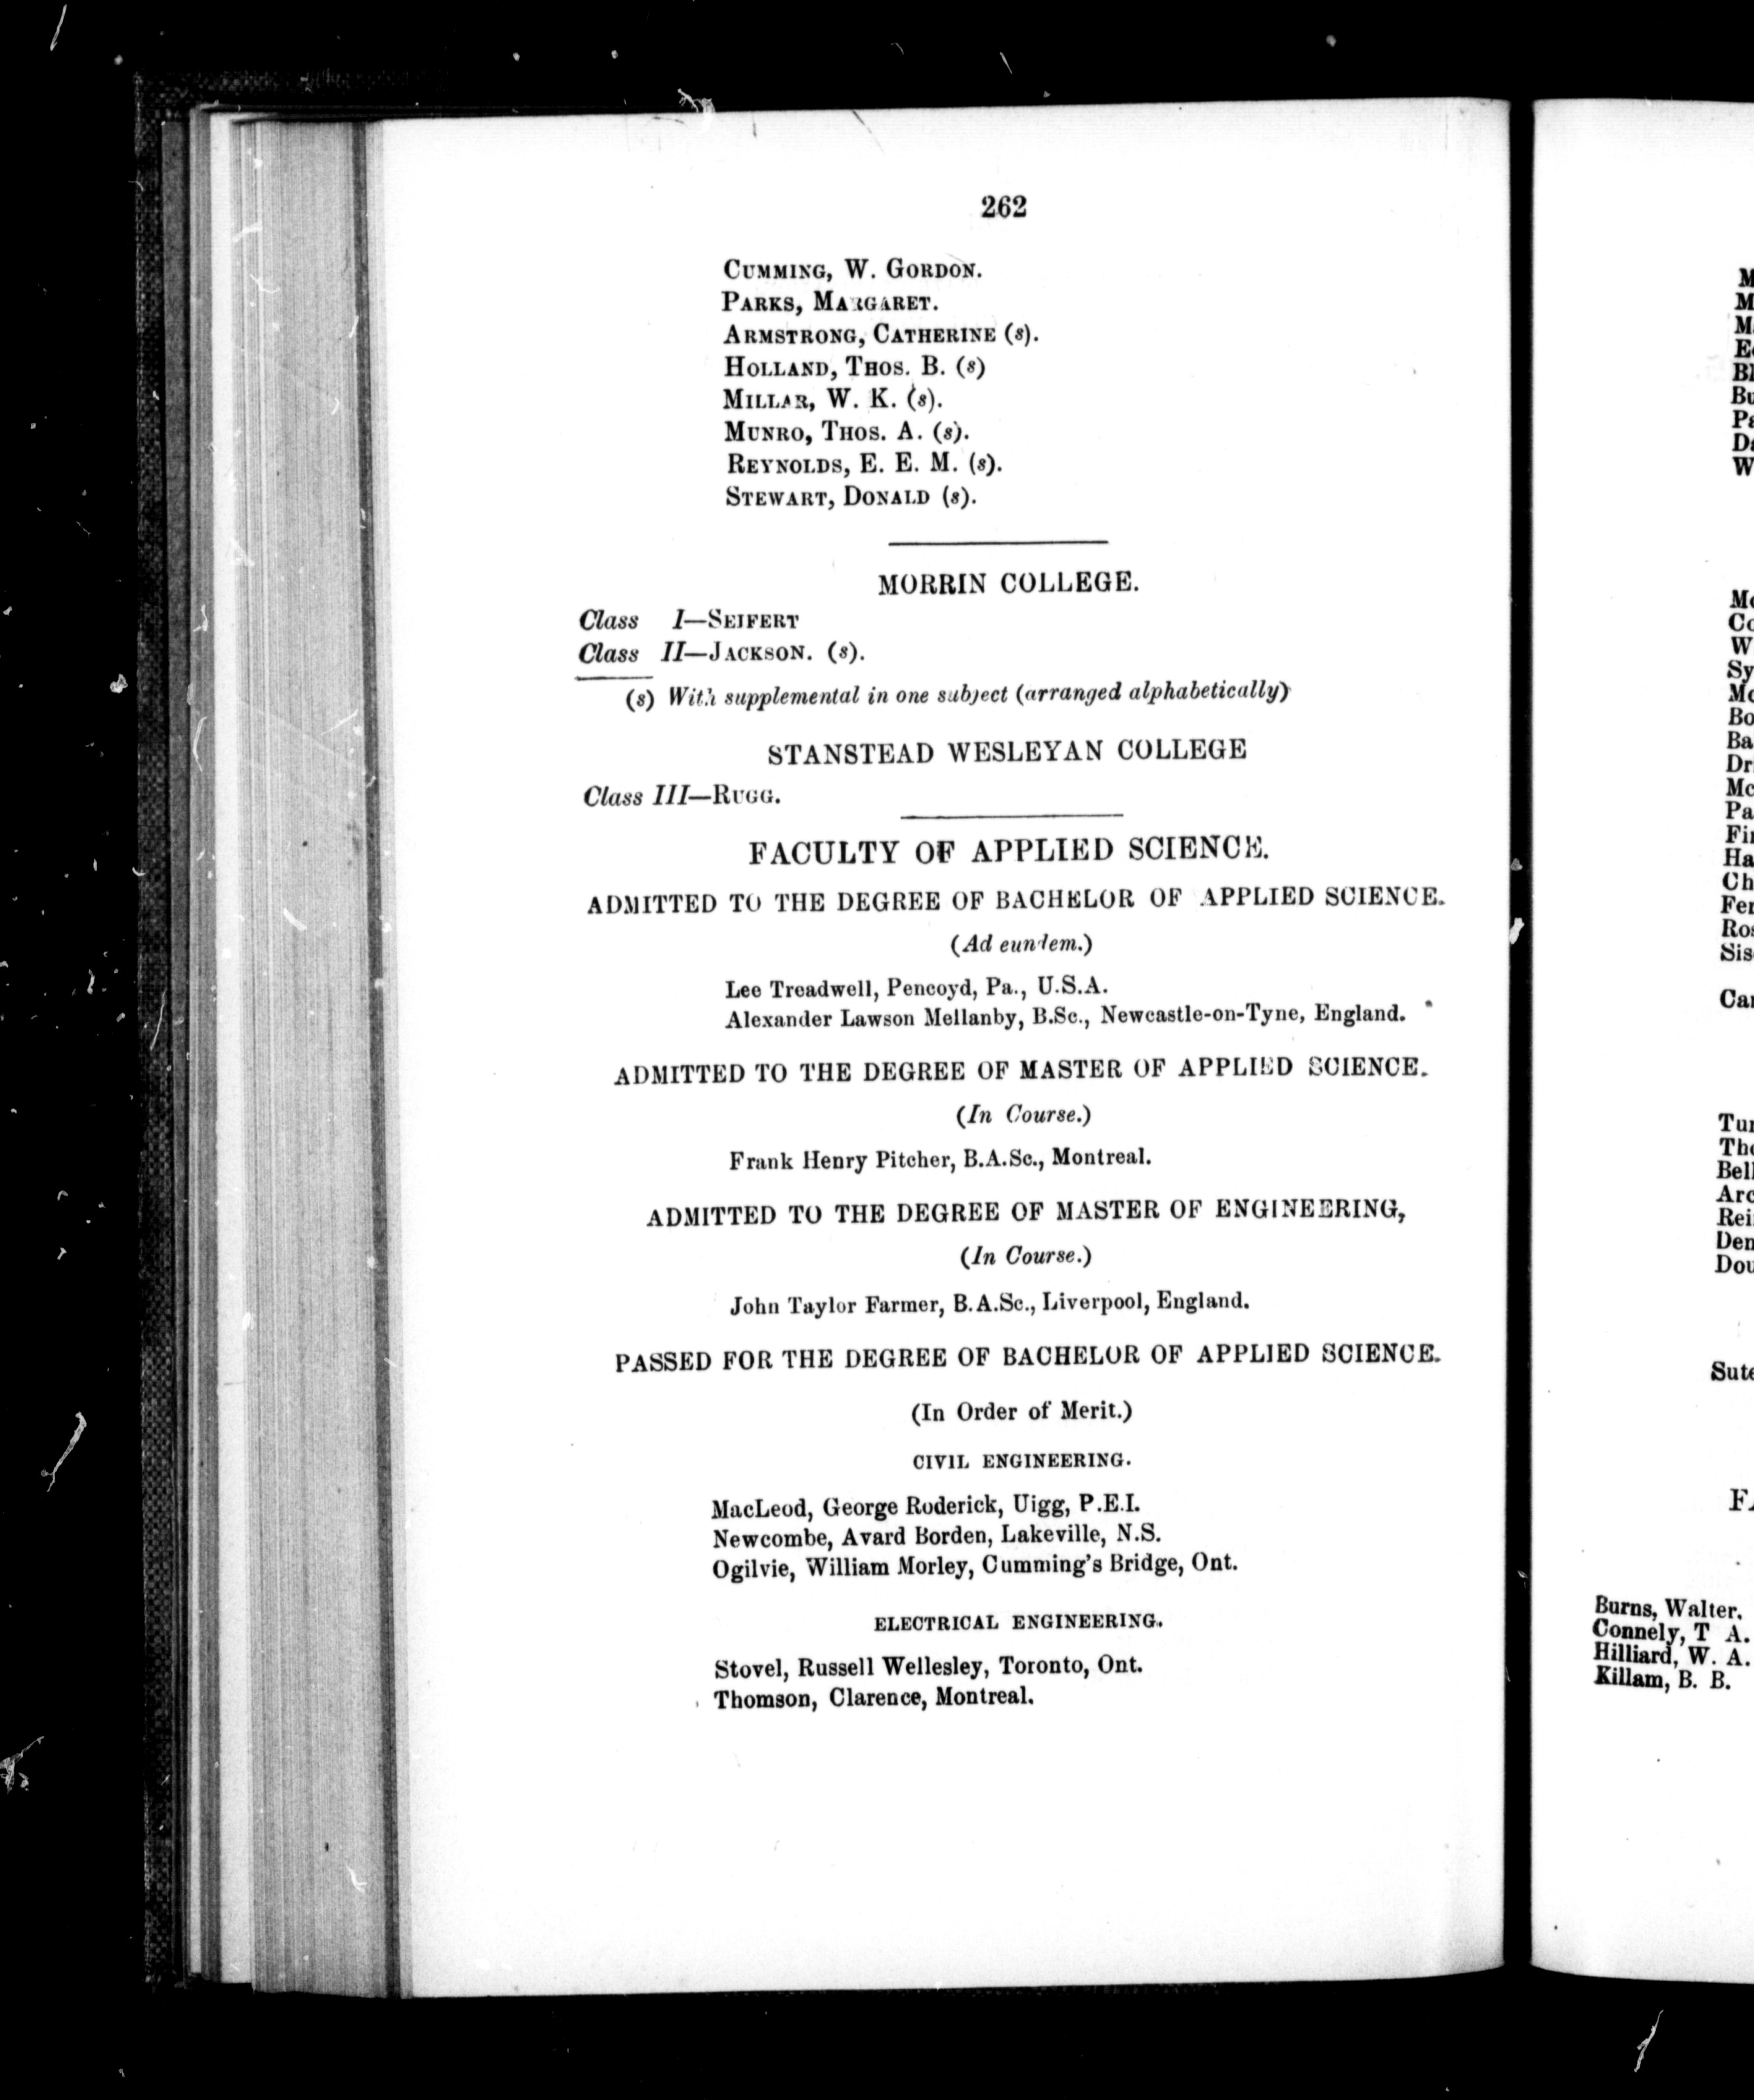 262
CUMMING, W. GORDON.
PARKS, MARGARET.
ARMSTRONG, CATHERINE (s).
HOLLAND, THOS. B. (s)
MILLAR, W. K. (s).
MUNRO, THOS. A. (s).
REYNOLDS, E. E. M. (s).
STEWART, DONALD (s).
MORRIN COLLEGE.
Class I—SEIFERT
Class II—JACKSON. (s).
(s) With supplemental in one subject (arranged alphabetically)
STANSTEAD WESLEYAN COLLEGE
Class III—RUGG.
FACULTY OF APPLIED SCIENCE.
ADMITTED TO THE DEGREE OF BACHELOR OF APPLIED SCIENCE.
(Ad eundem.)
Lee Treadwell, Pencoyd, Pa., U.S.A.
Alexander Lawson Mellanby, B.Sc., Newcastle-on-Tyne, England.
ADMITTED TO THE DEGREE OF MASTER OF APPLIED SCIENCE.
(In Course.)
Frank Henry Pitcher, B.A.Sc., Montreal.
ADMITTED TO THE DEGREE OF MASTER OF ENGINEERING,
(In Course.)
John Taylor Farmer, B.A.Sc., Liverpool, England.
PASSED FOR THE DEGREE OF BACHELOR OF APPLIED SCIENCE.
(In Order of Merit.)
CIVIL ENGINEERING.
MacLeod, George Roderick, Uigg, P.E.I.
Newcombe, Avard Borden, Lakeville, N.S.
Ogilvie, William Morley, Cumming's Bridge, Ont.
ELECTRICAL ENGINEERING.
Stovel, Russell Wellesley, Toronto, Ont.
Thomson, Clarence, Montreal.
Burns, Walter.
Connely, T A.
Hilliard, W. A.
Killam, B. B.